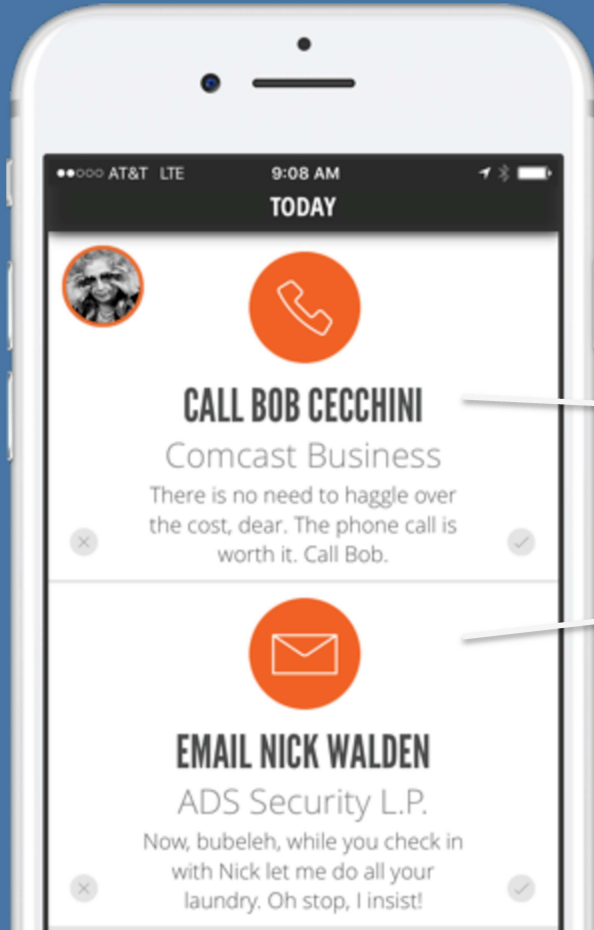 AT&T LTE 9:08 AM
TODAY
CALL BOB CECCHINI
Comcast Business
There is no need to haggle over
the cost, dear. The phone call is
worth it. Call Bob.
EMAIL NICK WALDEN
ADS Security L.P.
Now, bubeleh, while you check in
with Nick let me do all your
laundry. Oh stop, I insist!